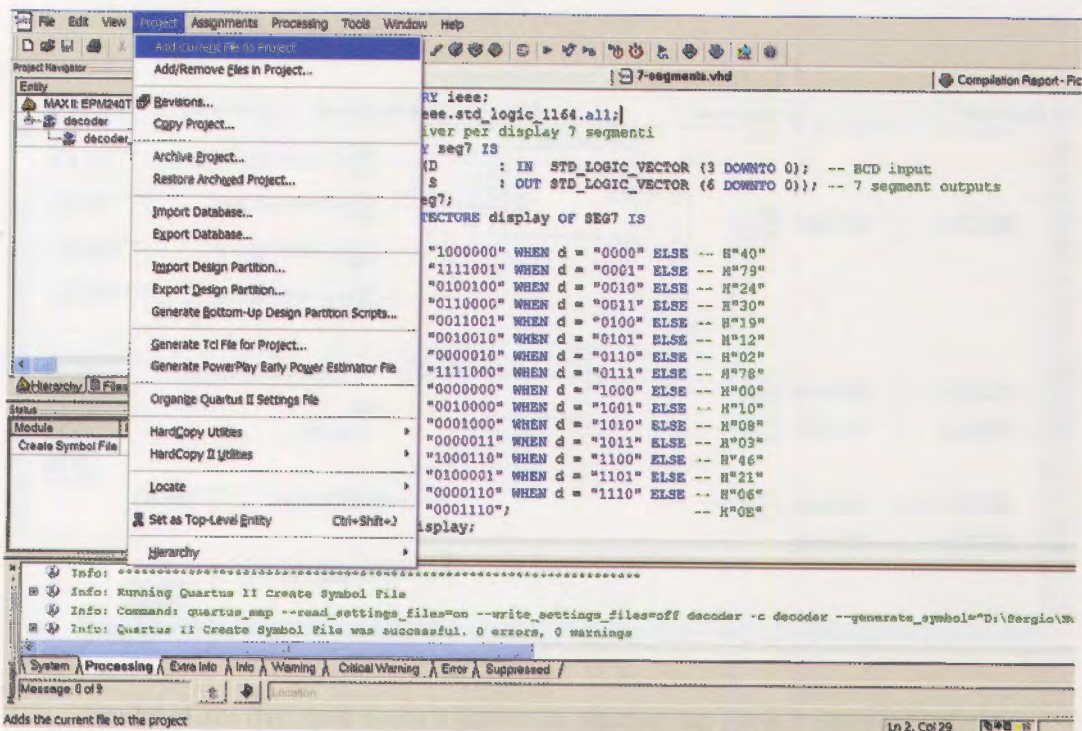 File Edit View Project Assignments Processing Tools Window Help
Project Navigator
Entity
MAX II: EPM240T
decoder
decoder
Hierarchy Files
Status
Module
Create Symbol File
Add Current File to Project
Add/Remove Files in Project...
Revisions...
Copy Project...
Archive Project...
Restore Archived Project...
Import Database...
Export Database...
Import Design Partition...
Export Design Partition...
Generate Bottom-Up Design Partition Scripts...
Generate Tcl File for Project...
Generate PowerPlay Early Power Estimator File
Organize Quartus II Settings File
HardCopy Utilities
HardCopy II Utilities
Locate
Set as Top-Level Entity Ctrl+Shift+J
Hierarchy
7-segments.vhd
Compilation Report - Flo
RY ieee;
eee.std_logic_1164.all;
iver per display 7 segmenti
Y seg7 IS
(D : IN STD_LOGIC_VECTOR (3 DOWNTO 0); -- BCD input
S : OUT STD_LOGIC_VECTOR (6 DOWNTO 0)); -- 7 segment outputs
eg7;
TECTURE display OF SEG7 IS
"1000000" WHEN d = "0000" ELSE -- H"40"
"1111001" WHEN d = "0001" ELSE -- H"79"
"0100100" WHEN d = "0010" ELSE -- H"24"
"0110000" WHEN d = "0011" ELSE -- H"30"
"0011001" WHEN d = "0100" ELSE -- H"19"
"0010010" WHEN d = "0101" ELSE -- H"12"
"0000010" WHEN d = "0110" ELSE -- H"02"
"1111000" WHEN d = "0111" ELSE -- H"78"
"0000000" WHEN d = "1000" ELSE -- H"00"
"0010000" WHEN d = "1001" ELSE -- H"10"
"0001000" WHEN d = "1010" ELSE -- H"08"
"0000011" WHEN d = "1011" ELSE -- H"03"
"1000110" WHEN d = "1100" ELSE -- H"46"
"0100001" WHEN d = "1101" ELSE -- H"21"
"0000110" WHEN d = "1110" ELSE -- H"06"
"0001110"; -- H"0E"
isplay;
Info: *******************************************************************
Info: Running Quartus II Create Symbol File
Info: Command: quartus_map --read_settings_files=on --write_settings_files=off decoder -c decoder --generate_symbol="D:\Sergio\
Info: Quartus II Create Symbol File was successful. 0 errors, 0 warnings
System Processing Extra Info Info Warning Critical Warning Error Suppressed
Message: 0 of 9 Location
Adds the current file to the project Ln 2, Col 29